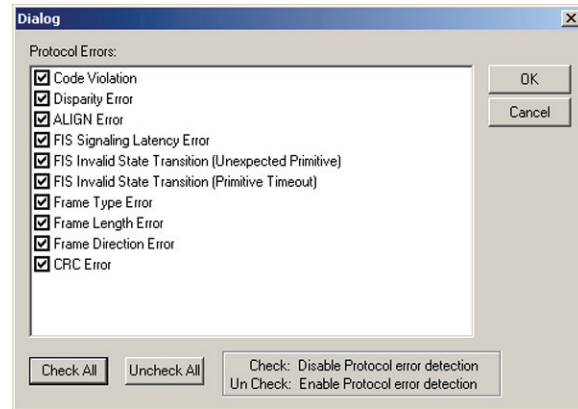 Dialog
Protocol Errors:
Code Violation
Disparity Error
ALIGN Error
FIS Signaling Latency Error
FIS Invalid State Transition (Unexpected Primitive)
FIS Invalid State Transition (Primitive Timeout)
Frame Type Error
Frame Length Error
Frame Direction Error
CRC Error
OK
Cancel
Check All
Uncheck All
Check: Disable Protocol error detection
Un Check: Enable Protocol error detection